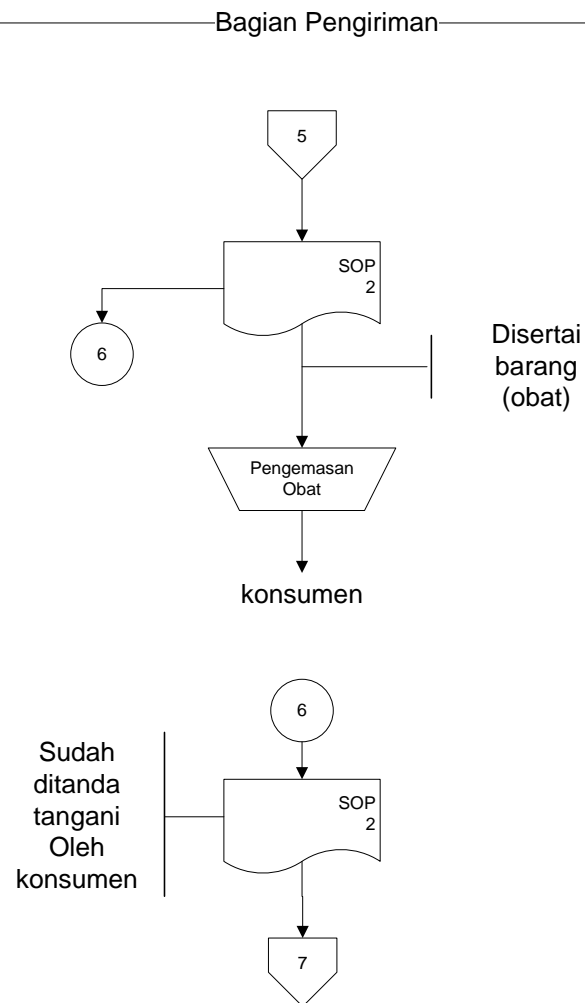 Bagian Pengiriman
5
SOP
2
6
Disertai
barang
(obat)
Pengemasan
Obat
konsumen
6
Sudah
ditanda
tangani
Oleh
konsumen
SOP
2
7